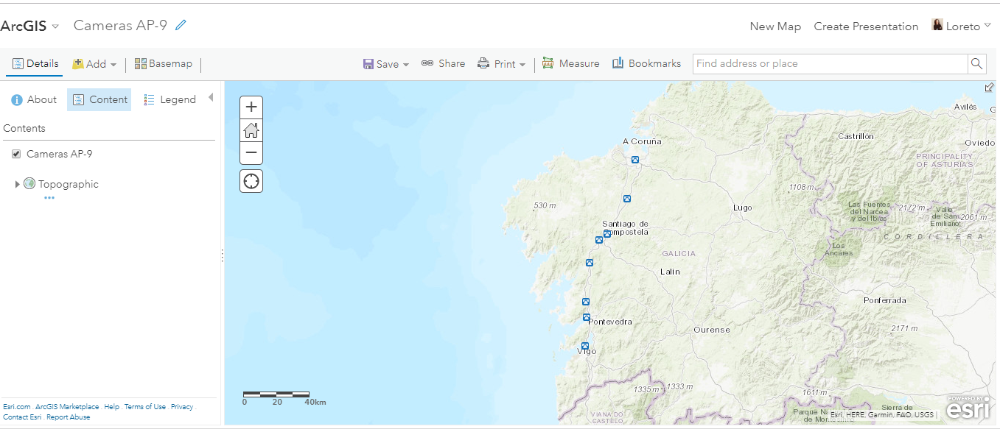 ArcGIS Cameras AP-9 New Map Create Presentation Loreto
Details Add Basemap Save Share Print Measure Bookmarks Find address or place
About Content Legend
Contents
Cameras AP-9
Topographic
Avilés
G
Castrillón
A Coruña
Oviedo
PRINCIPALITY
OF ASTURIAS
1108 m
530 m
Lugo
Las Fuentes
del Narcea
y del Ibias
2172 m
Valle
de San
Emiliano
2061 m
Santiago de
Compostela
CORDILLERA
Los
Ancares
GALICIA
Lalín
Ponferrada
Pontevedra
Ourense
2171 m
Vigo
1335 m
1333 m
1611 m
0 20 40km
VIANA DO
CASTELO
Sierra de
Parque Na
de Mon
Esri, HERE, Garmin, FAO, USGS
POWERED BY
esri
Esri.com . ArcGIS Marketplace . Help . Terms of Use . Privacy .
Contact Esri . Report Abuse